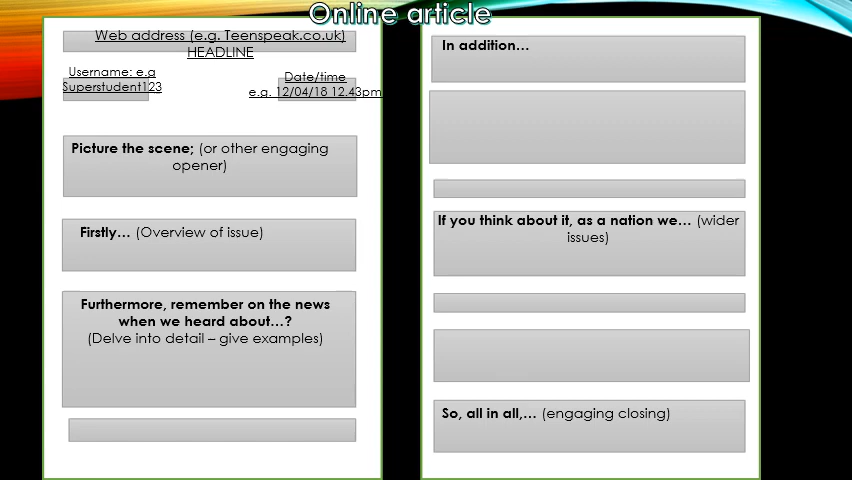 Online article
Web address (e.g. Teenspeak.co.uk)
HEADLINE
Username: e.g
Superstudent123
Date/time
e.g. 12/04/18 12.43pm
Picture the scene; (or other engaging
opener)
Firstly… (Overview of issue)
Furthermore, remember on the news
when we heard about…?
(Delve into detail – give examples)
In addition…
If you think about it, as a nation we… (wider
issues)
So, all in all,… (engaging closing)